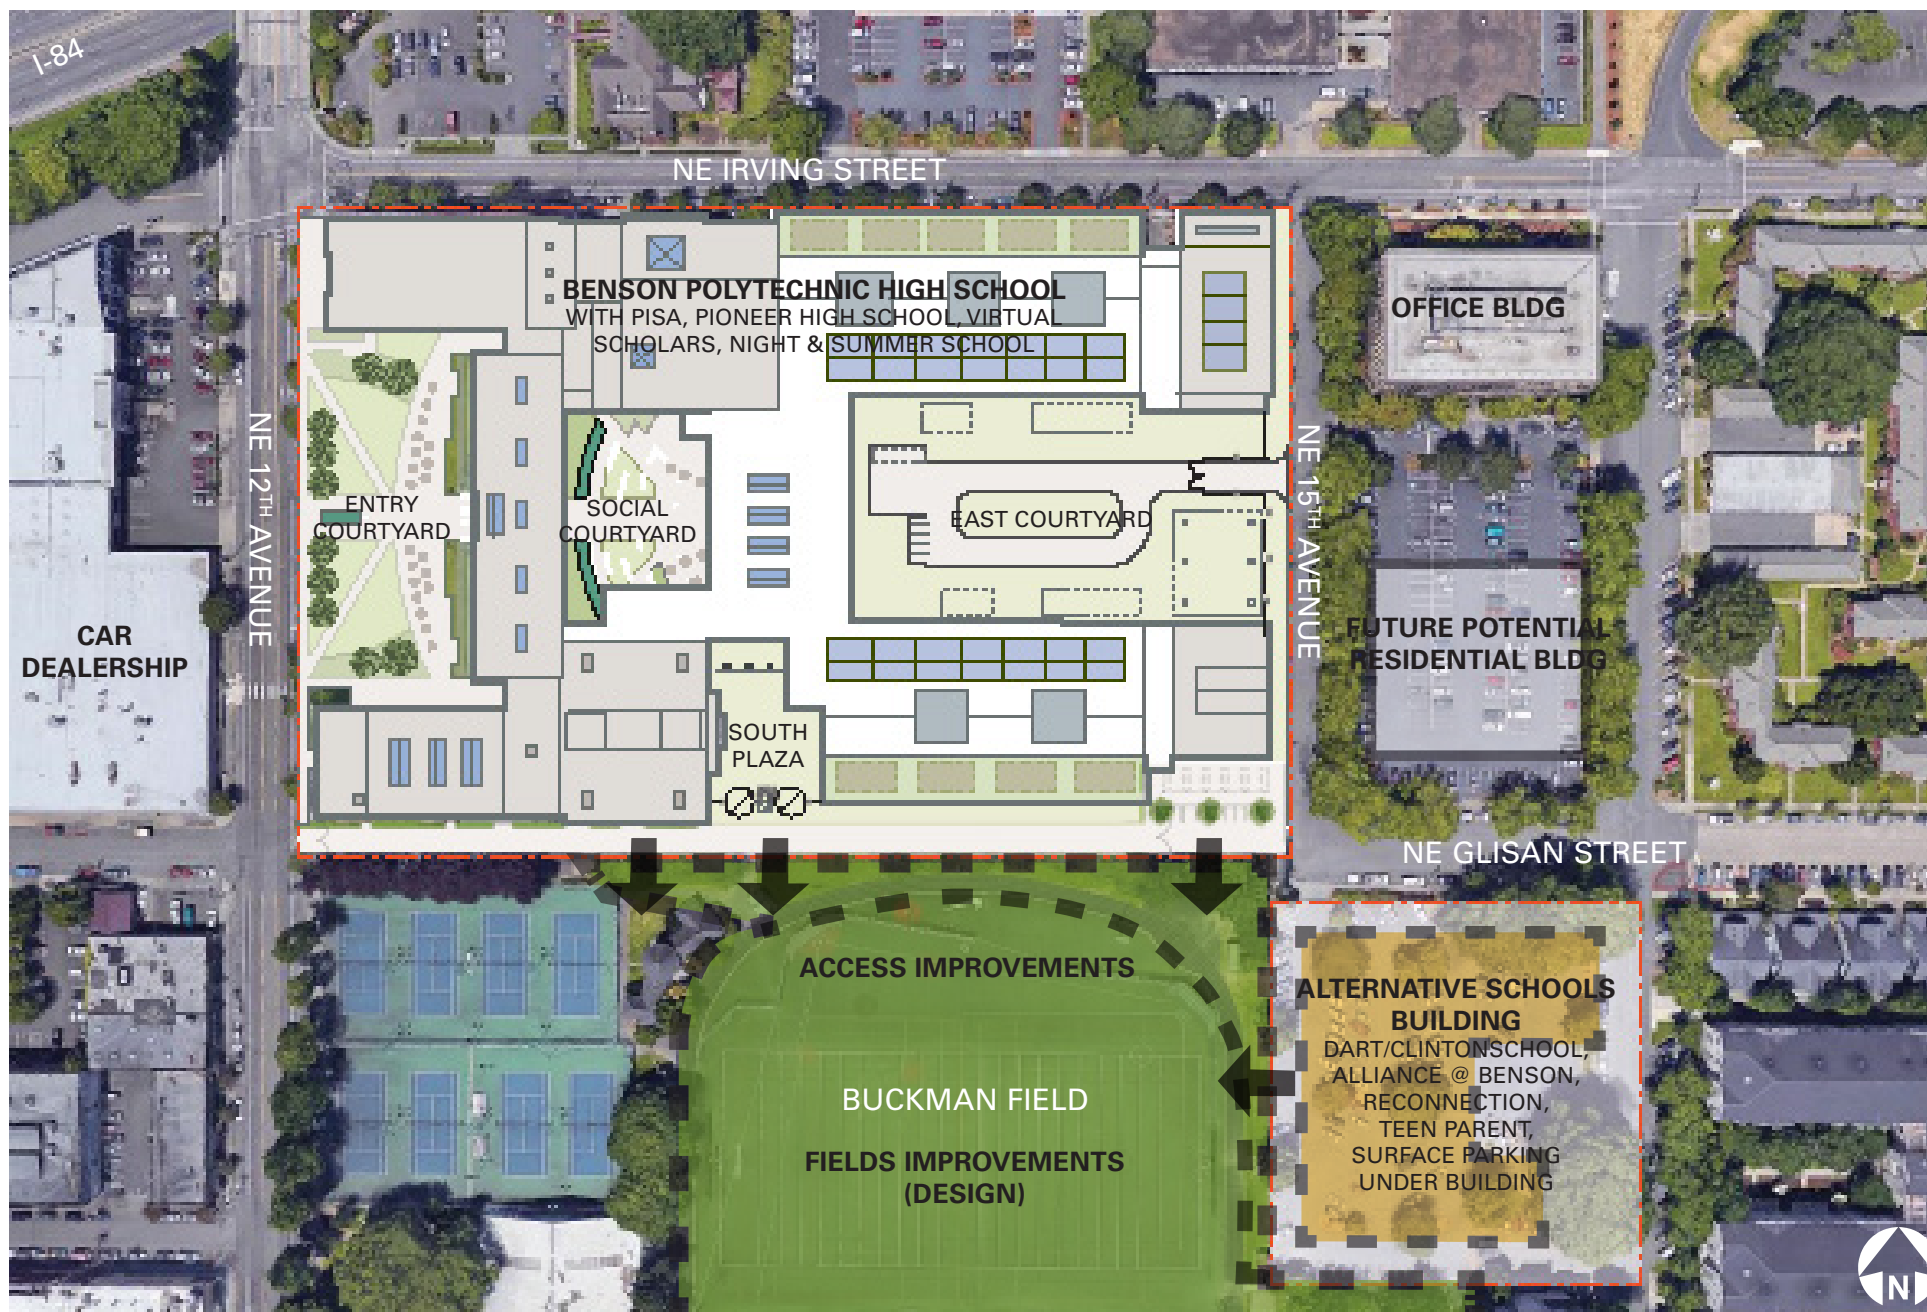 I-84
NE IRVING STREET
BENSON POLYTECHNIC HIGH SCHOOL
WITH PISA, PIONEER HIGH SCHOOL, VIRTUAL
SCHOLARS, NIGHT & SUMMER SCHOOL
OFFICE BLDG
NE 12TH AVENUE
ENTRY
COURTYARD
SOCIAL
COURTYARD
EAST COURTYARD
NE 15TH AVENUE
CAR
DEALERSHIP
FUTURE POTENTIAL
RESIDENTIAL BLDG
SOUTH
PLAZA
NE GLISAN STREET
ACCESS IMPROVEMENTS
ALTERNATIVE SCHOOLS
BUILDING
DART/CLINTONSCHOOL,
ALLIANCE @ BENSON,
RECONNECTION,
TEEN PARENT,
SURFACE PARKING
UNDER BUILDING
BUCKMAN FIELD
FIELDS IMPROVEMENTS
(DESIGN)
N